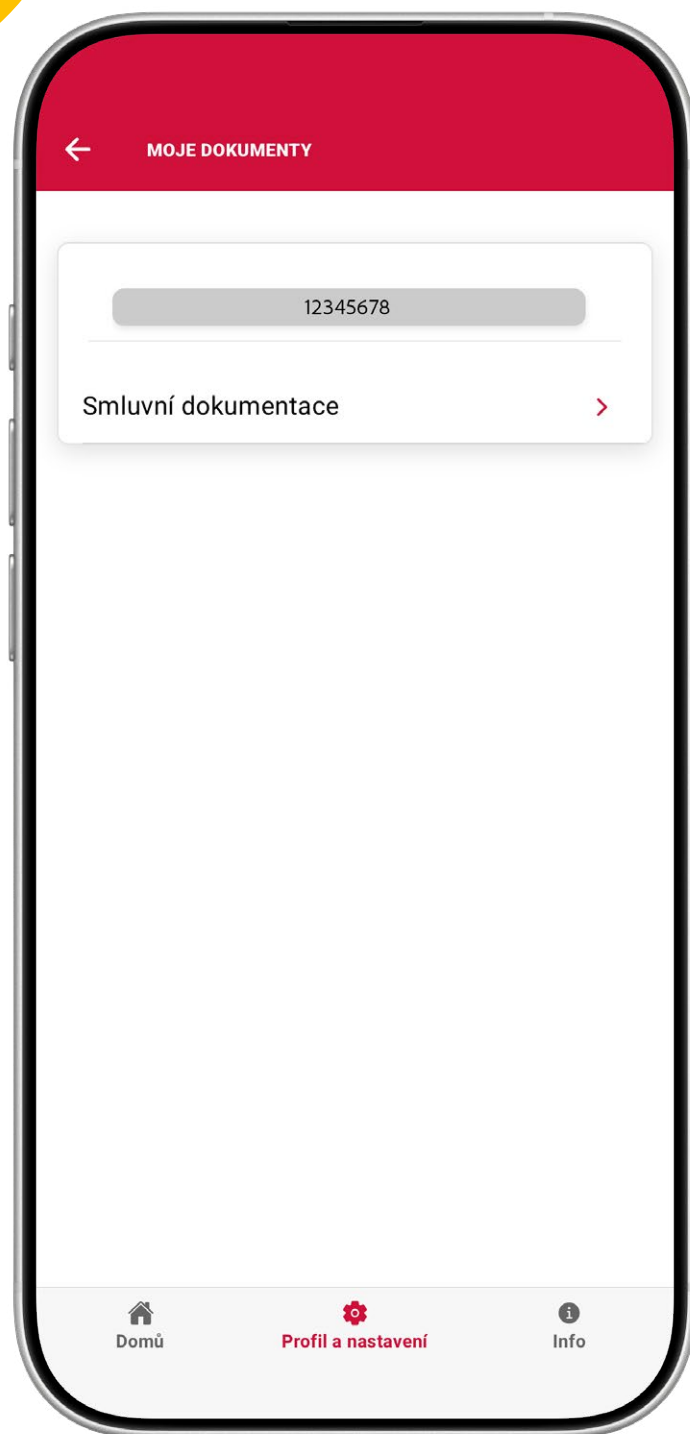 MOJE DOKUMENTY
12345678
Smluvní dokumentace
Domů
Profil a nastavení
Info